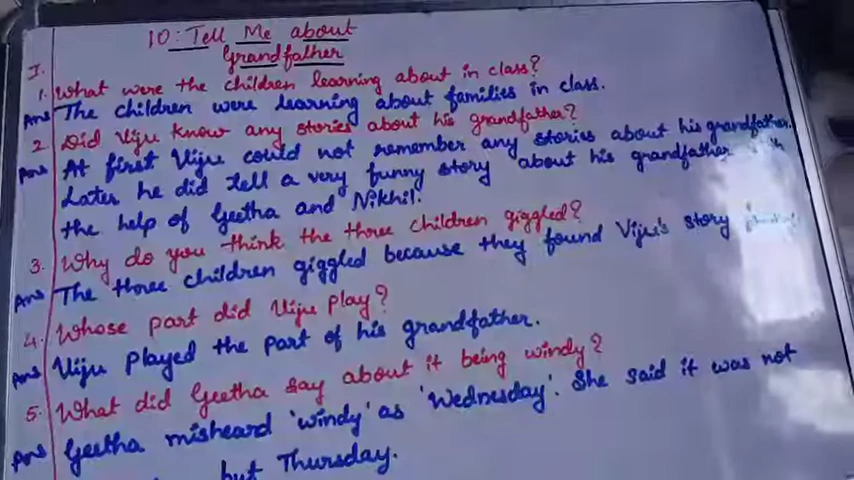 10: Tell Me about
Grandfather
I.
1. What were the children learning about in class?
Ans The children were learning about families in class.
2. Did Viju know any stories about his grandfather?
Ans At first Viju could not remember any stories about his grandfather.
Later he did tell a very funny story about his grandfather
the help of Geetha and Nikhil.
3. Why do you think the three children giggled?
Ans The three children giggled because they found Viju's story
4. Whose part did Viju play?
Ans Viju played the part of his grandfather.
5. What did Geetha say about it being windy?
Ans Geetha misheard 'windy' as 'Wednesday'. She said it was not
but Thursday.